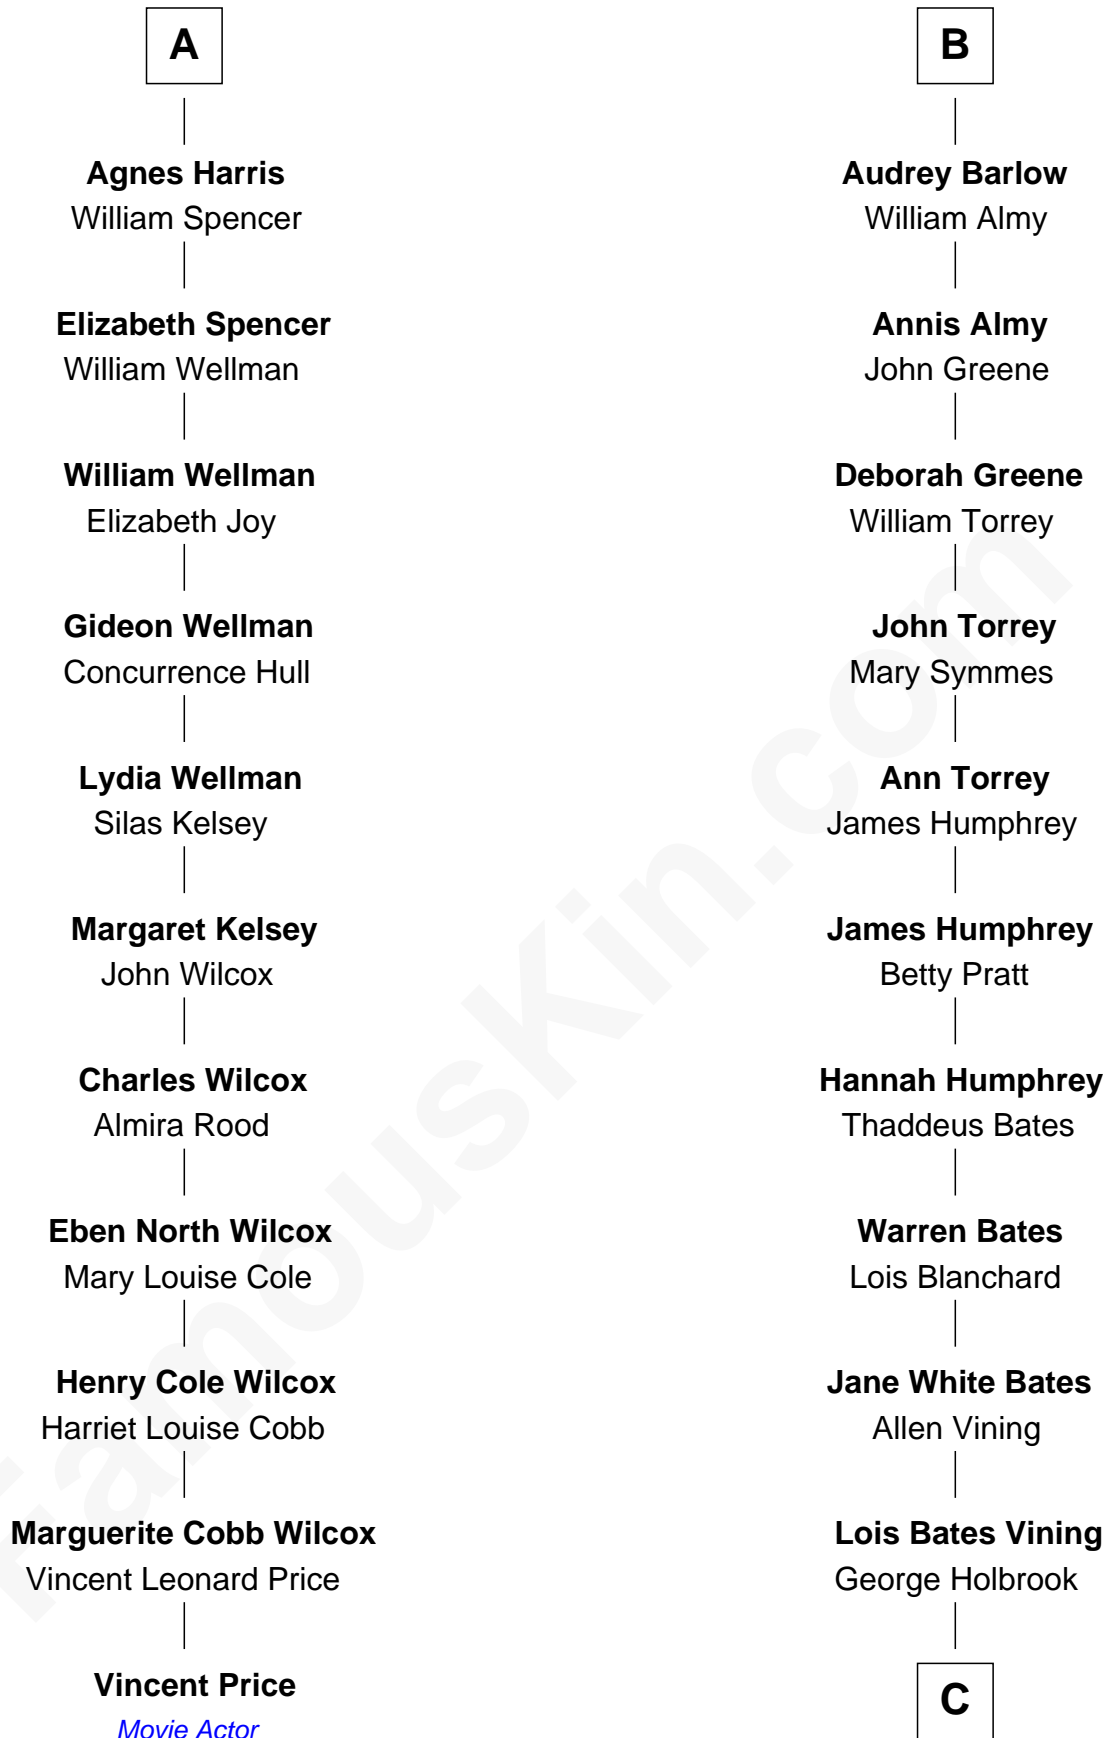 A
Agnes Harris
William Spencer
Elizabeth Spencer
William Wellman
William Wellman
Elizabeth Joy
Gideon Wellman
Concurrence Hull
Lydia Wellman
Silas Kelsey
Margaret Kelsey
John Wilcox
Charles Wilcox
Almira Rood
Eben North Wilcox
Mary Louise Cole
Henry Cole Wilcox
Harriet Louise Cobb
Marguerite Cobb Wilcox
Vincent Leonard Price
Vincent Price
Movie Actor
B
Audrey Barlow
William Almy
Annis Almy
John Greene
Deborah Greene
William Torrey
John Torrey
Mary Symmes
Ann Torrey
James Humphrey
James Humphrey
Betty Pratt
Hannah Humphrey
Thaddeus Bates
Warren Bates
Lois Blanchard
Jane White Bates
Allen Vining
Lois Bates Vining
George Holbrook
C
FamousKin.com